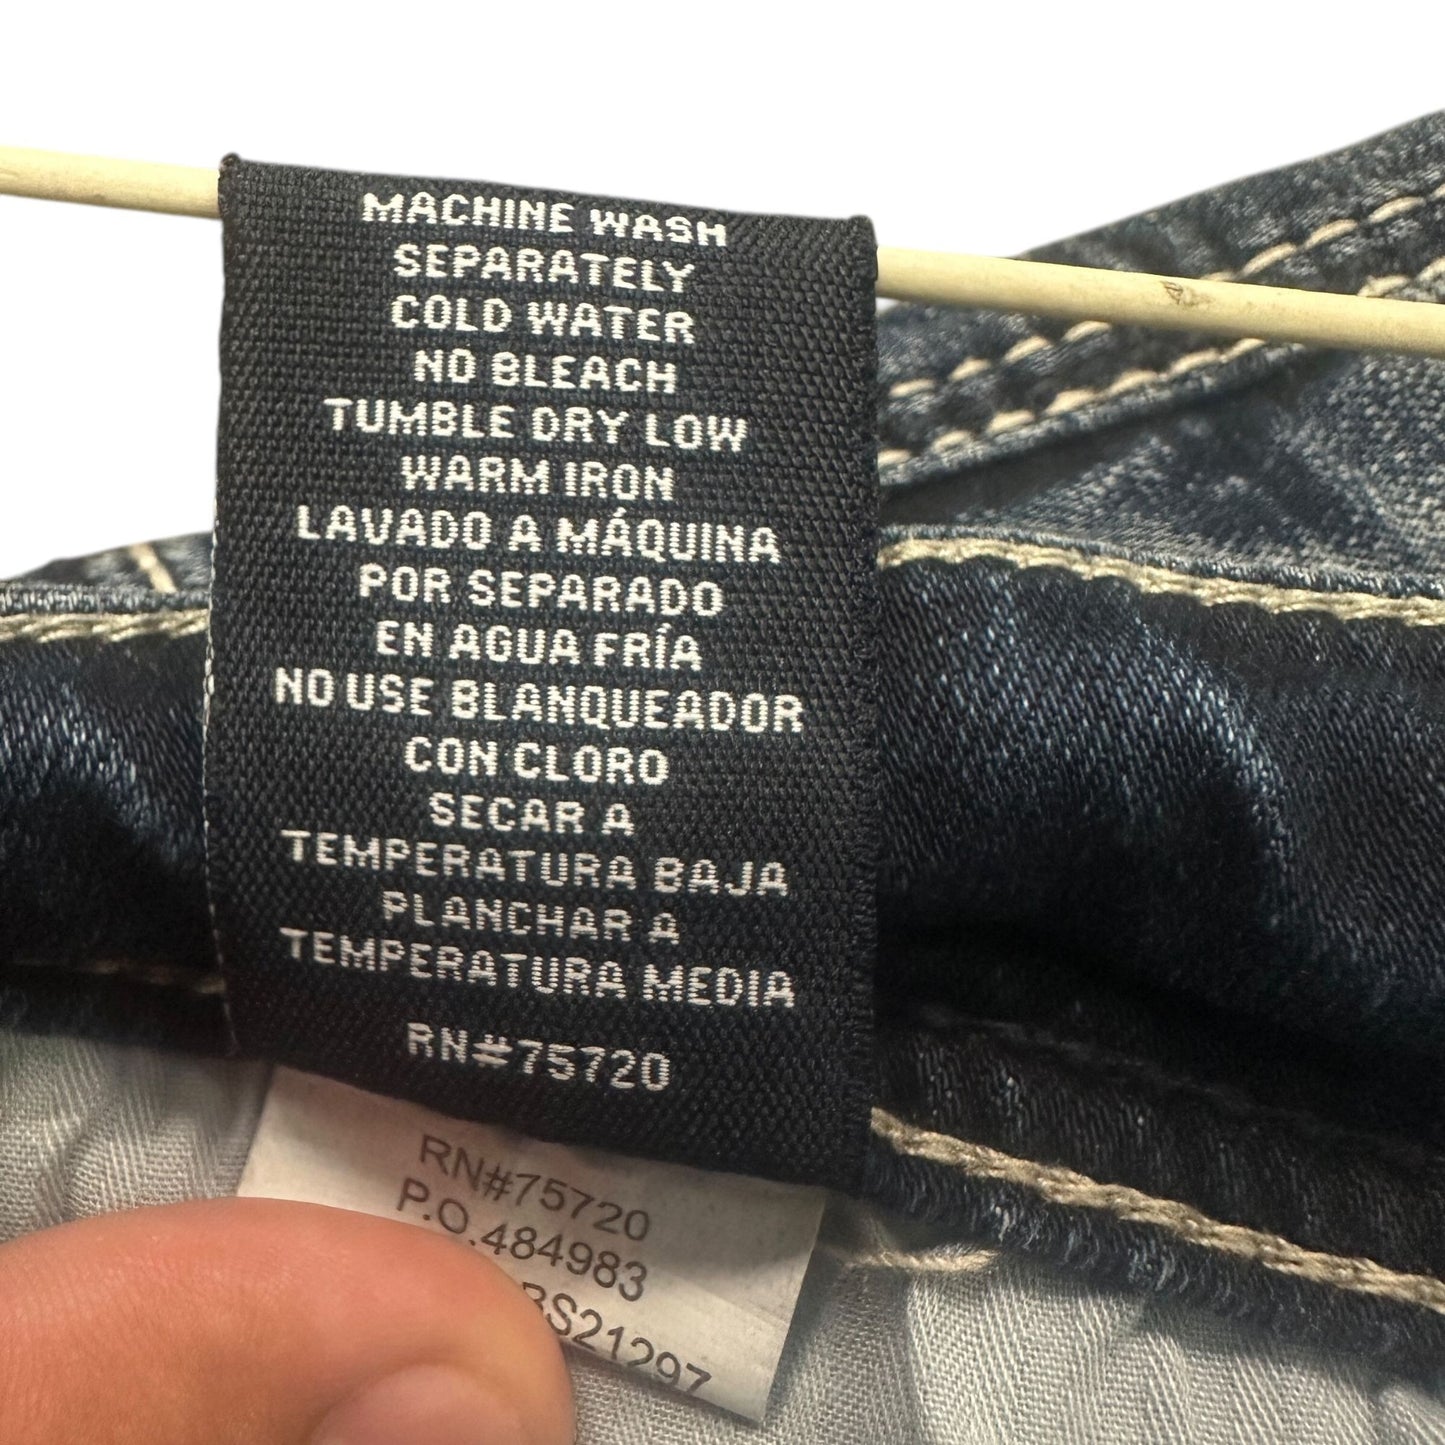 MACHINE WASH
SEPARATELY
COLD WATER
NO BLEACH
TUMBLE DRY LOW
WARM IRON
LAVADO A MÁQUINA
POR SEPARADO
EN AGUA FRÍA
NO USE BLANQUEADOR
CON CLORO
SECAR A
TEMPERATURA BAJA
PLANCHAR A
TEMPERATURA MEDIA
RN#75720
RN#75720
P.O.484983